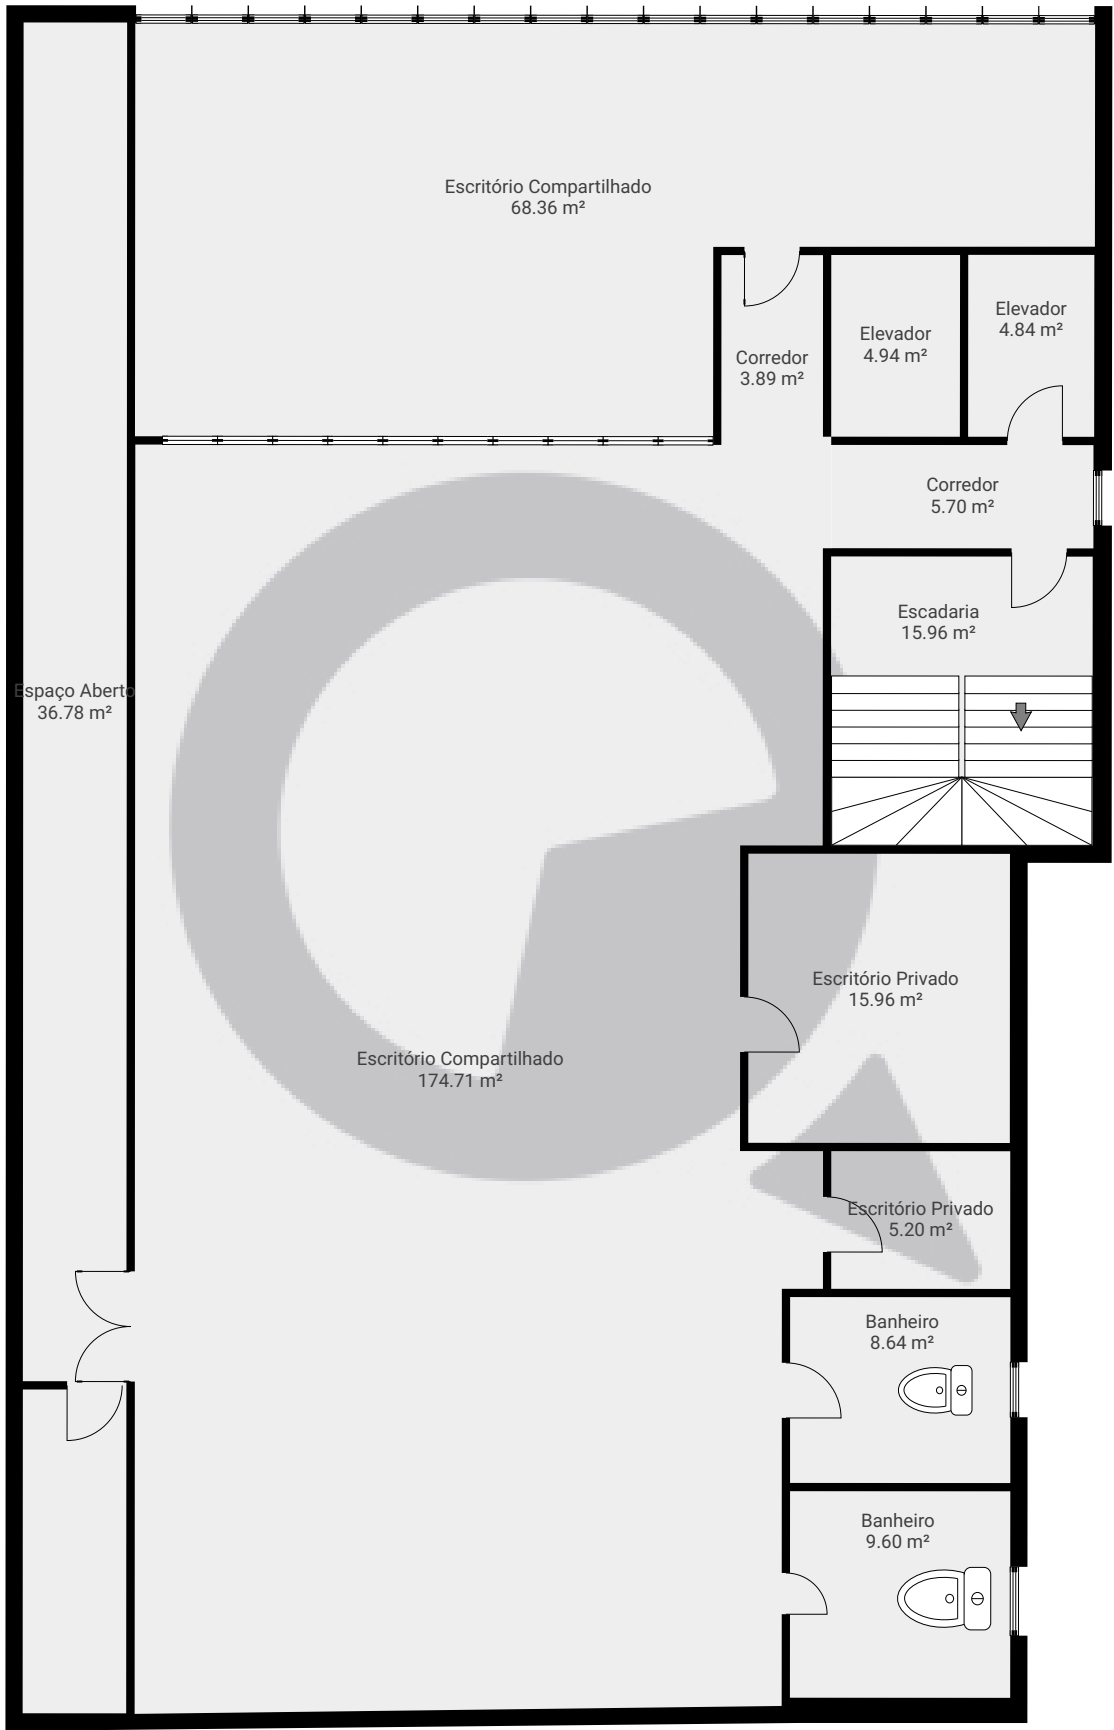 Escritório Compartilhado
68.36 m²
Elevador
4.84 m²
Elevador
4.94 m²
Corredor
3.89 m²
Corredor
5.70 m²
Escadaria
15.96 m²
Espaço Aberto
36.78 m²
Escritório Privado
15.96 m²
Escritório Compartilhado
174.71 m²
Escritório Privado
5.20 m²
Banheiro
8.64 m²
Banheiro
9.60 m²